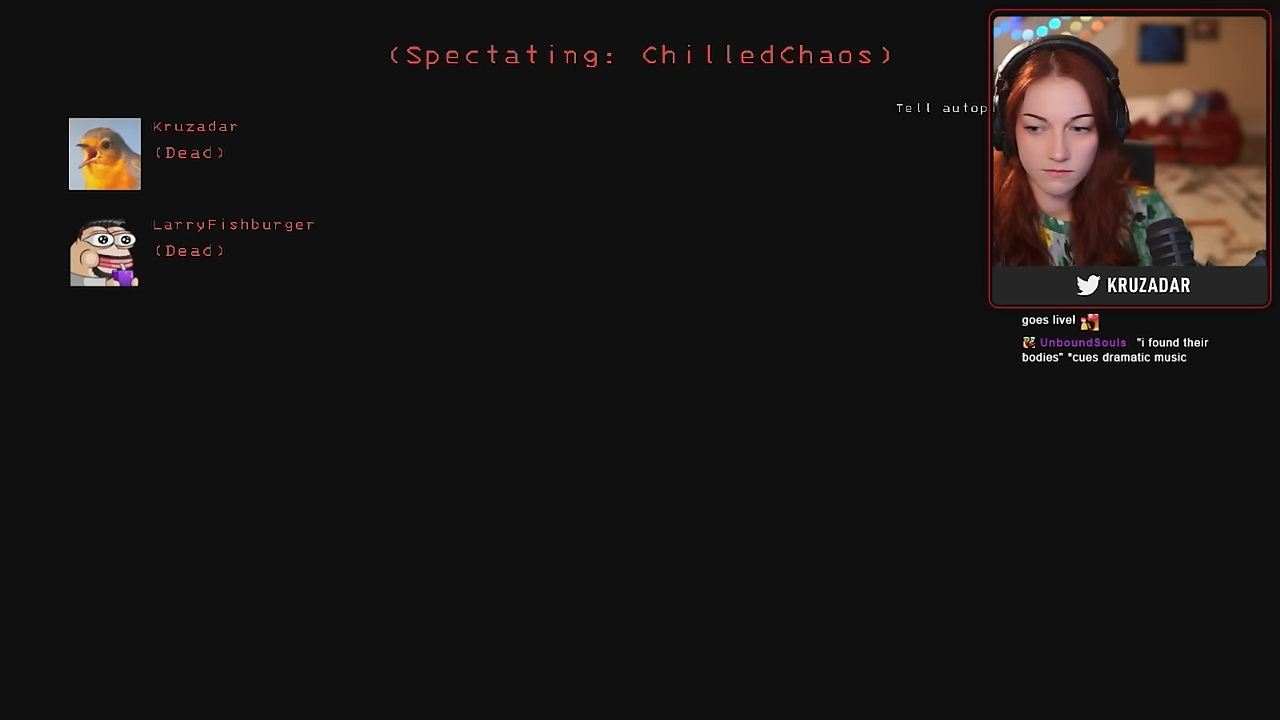 (Spectating: ChilledChaos)
Tell autop
Kruzadar
(Dead)
LarryFishburger
(Dead)
KRUZADAR
goes live!
UnboundSouls "i found their
bodies" *cues dramatic music